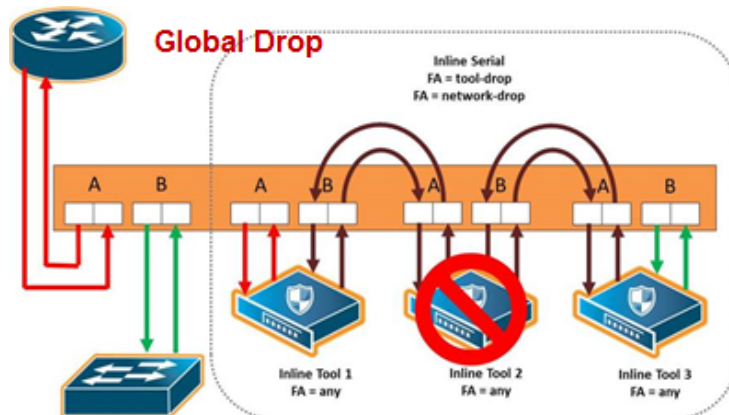 Global Drop
Inline Serial
FA = tool-drop
FA = network-drop
A B A B A B A B
Inline Tool 1
FA = any
Inline Tool 2
FA = any
Inline Tool 3
FA = any